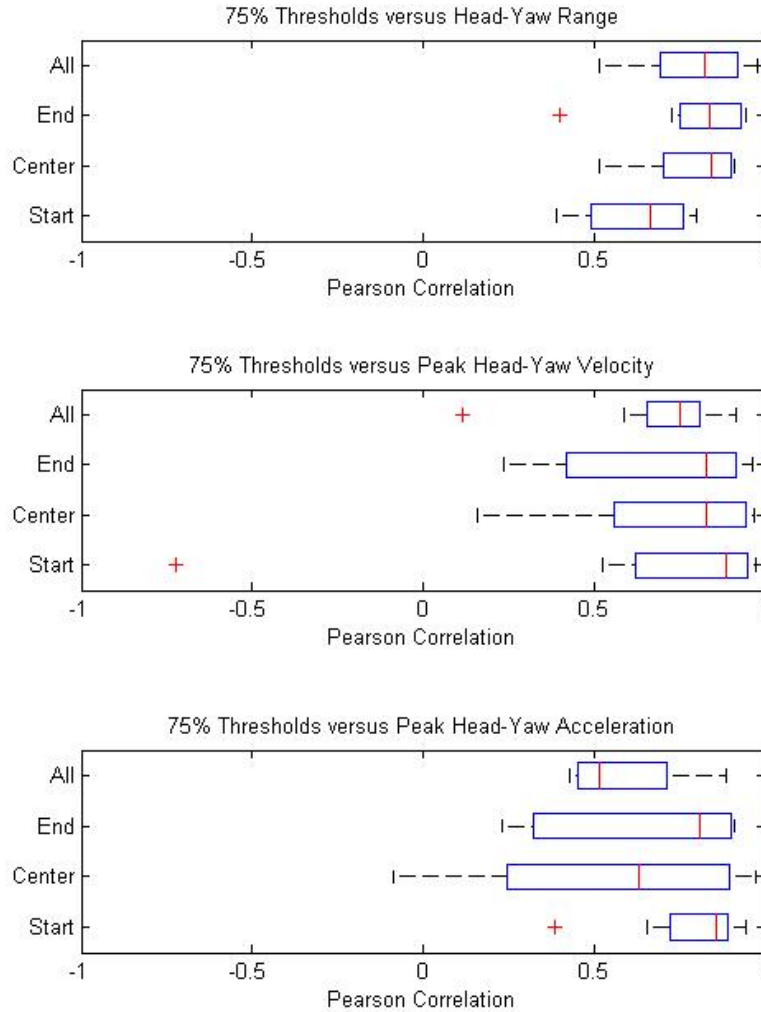 75% Thresholds versus Head-Yaw Range
All
End
Center
Start
-1 -0.5 0 0.5
Pearson Correlation
75% Thresholds versus Peak Head-Yaw Velocity
All
End
Center
Start
-1 -0.5 0 0.5
Pearson Correlation
75% Thresholds versus Peak Head-Yaw Acceleration
All
End
Center
Start
-1 -0.5 0 0.5
Pearson Correlation